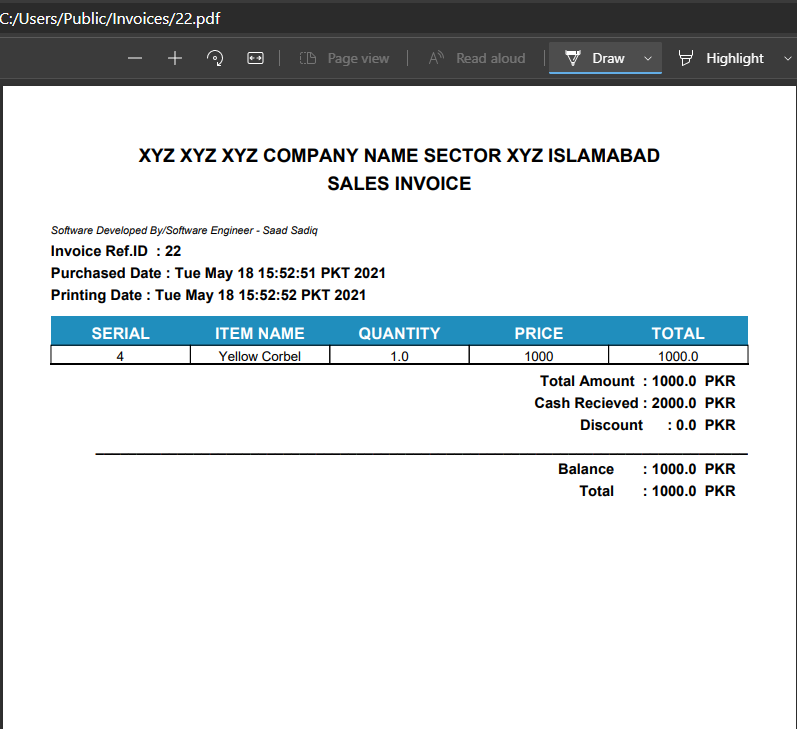 C:/Users/Public/Invoices/22.pdf
Page view A Read aloud Draw Highlight
XYZ XYZ XYZ COMPANY NAME SECTOR XYZ ISLAMABAD
SALES INVOICE
Software Developed By/Software Engineer - Saad Sadiq
Invoice Ref.ID : 22
Purchased Date : Tue May 18 15:52:51 PKT 2021
Printing Date : Tue May 18 15:52:52 PKT 2021
SERIAL ITEM NAME QUANTITY PRICE TOTAL
4 Yellow Corbel 1.0 1000 1000.0
Total Amount : 1000.0 PKR
Cash Recieved : 2000.0 PKR
Discount : 0.0 PKR
Balance : 1000.0 PKR
Total : 1000.0 PKR